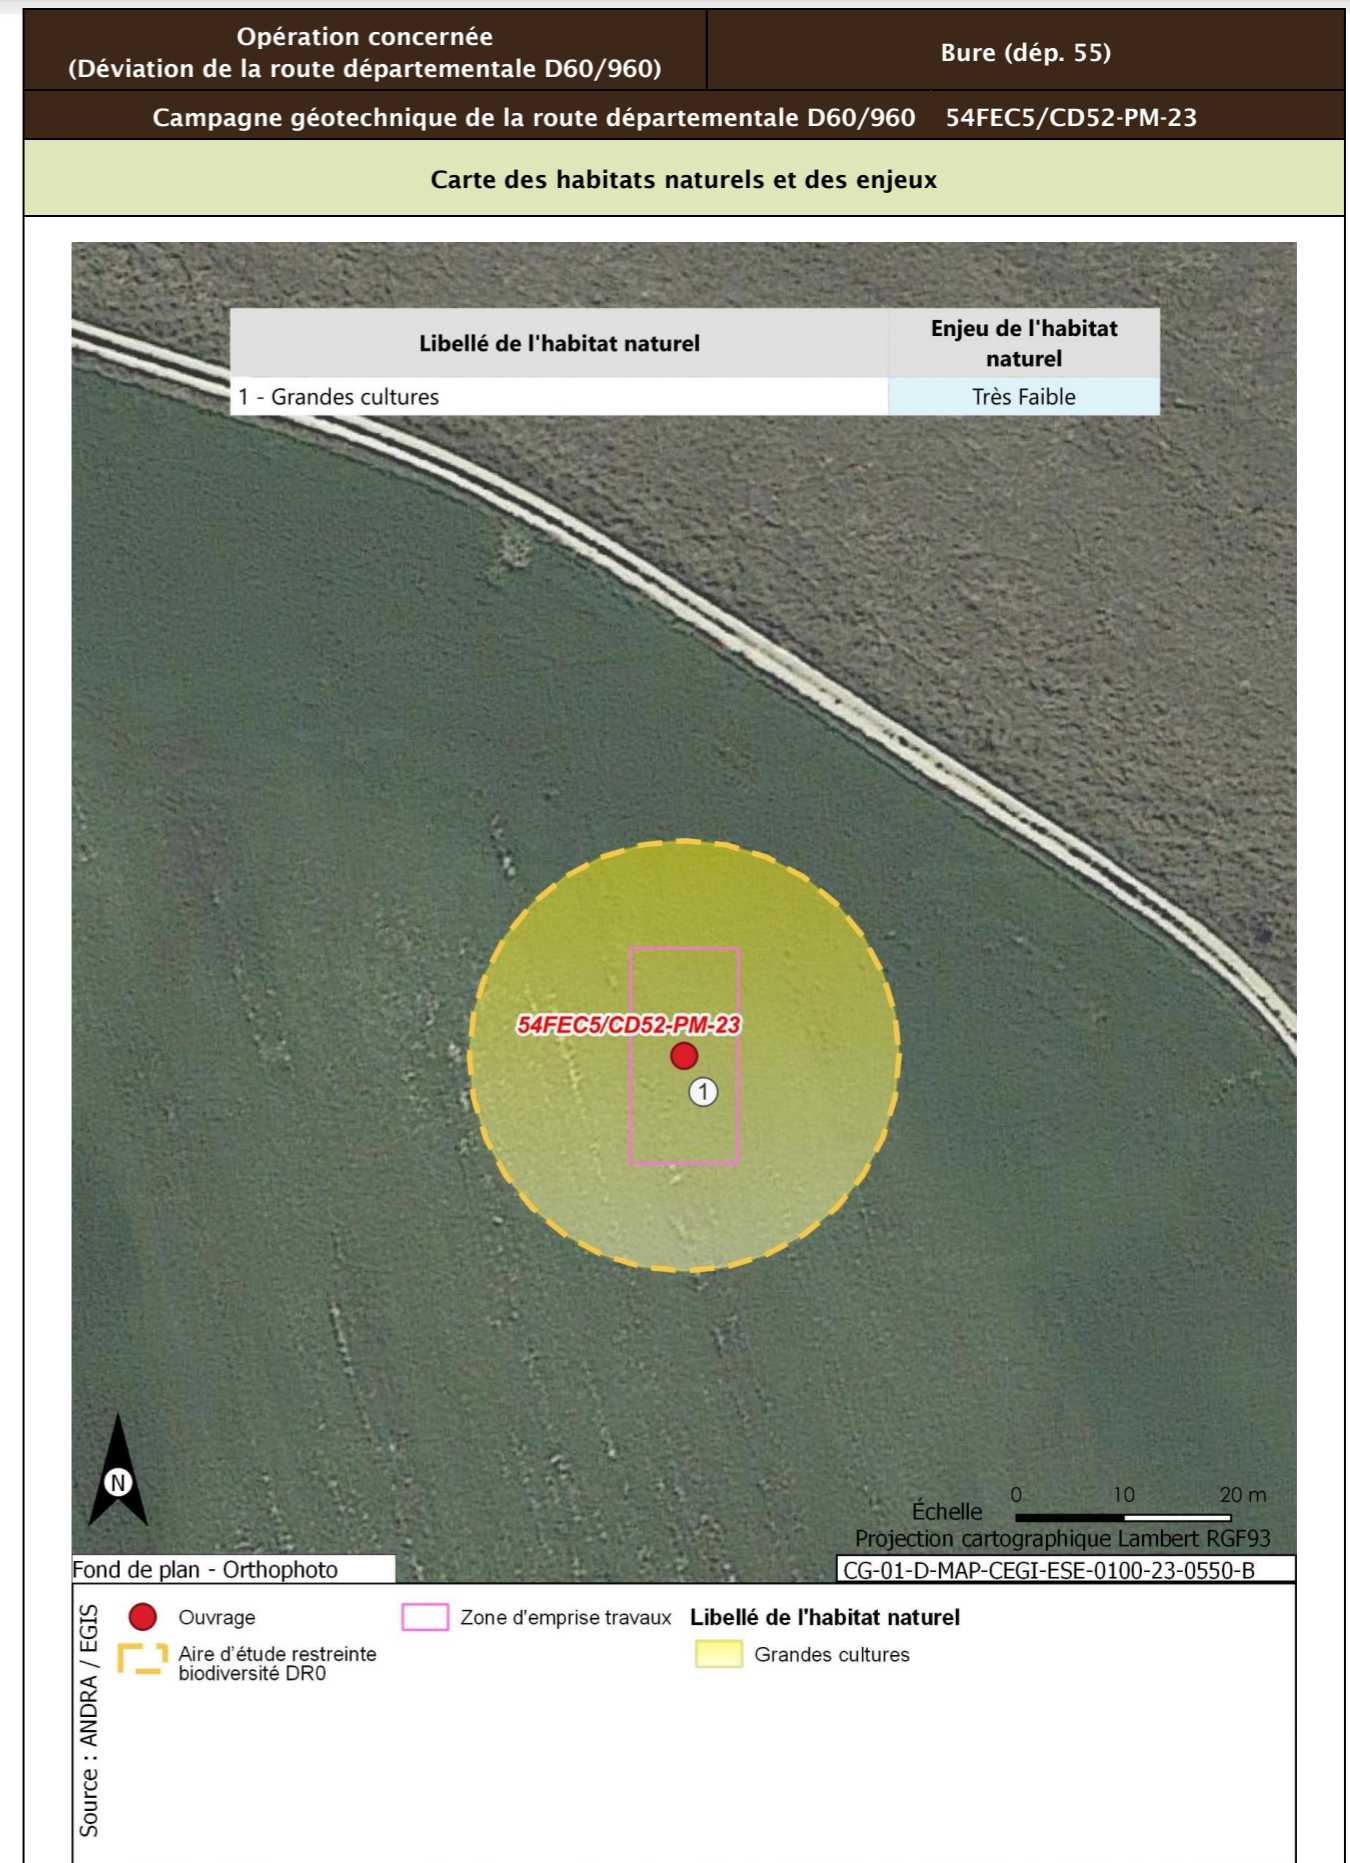 Opération concernée
(Déviation de la route départementale D60/960)
Bure (dép. 55)
Campagne géotechnique de la route départementale D60/960 54FEC5/CD52-PM-23
Carte des habitats naturels et des enjeux
Libellé de l'habitat naturel
Enjeu de l'habitat
naturel
1 - Grandes cultures
Très Faible
54FEC5/CD52-PM-23
1
N
0 10 20 m
Échelle
Projection cartographique Lambert RGF93
Fond de plan - Orthophoto
CG-01-D-MAP-CEGI-ESE-0100-23-0550-B
Source : ANDRA / EGIS
Ouvrage
Aire d'étude restreinte
biodiversité DR0
Zone d'emprise travaux
Libellé de l'habitat naturel
Grandes cultures